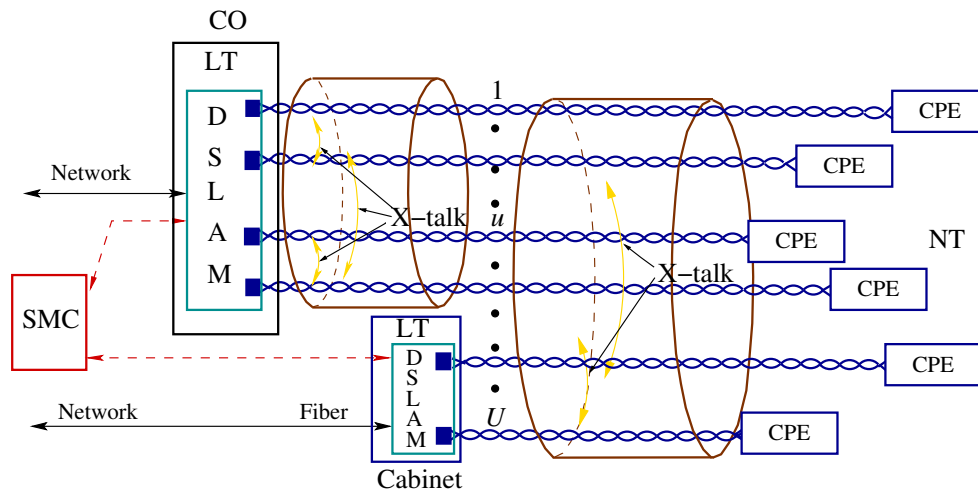 CO
LT
D
S
L
A
M
Network
SMC
X−talk
1
u
U
X−talk
CPE
CPE
CPE
CPE
CPE
CPE
NT
LT
D
S
L
A
M
Network
Fiber
Cabinet